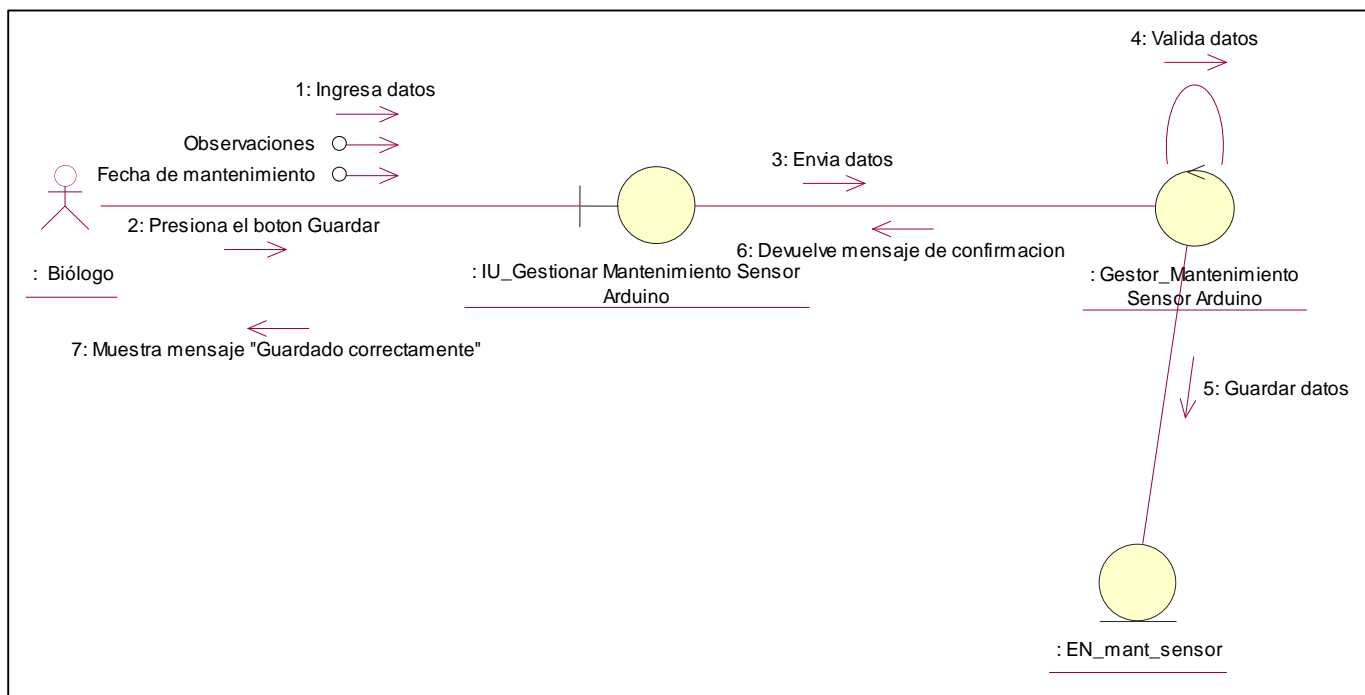 4: Valida datos
1: Ingresa datos
Observaciones
Fecha de mantenimiento
3: Envia datos
2: Presiona el boton Guardar
6: Devuelve mensaje de confirmacion
: Biólogo
: IU_Gestionar Mantenimiento Sensor
Arduino
: Gestor_Mantenimiento
Sensor Arduino
7: Muestra mensaje "Guardado correctamente"
5: Guardar datos
: EN_mant_sensor